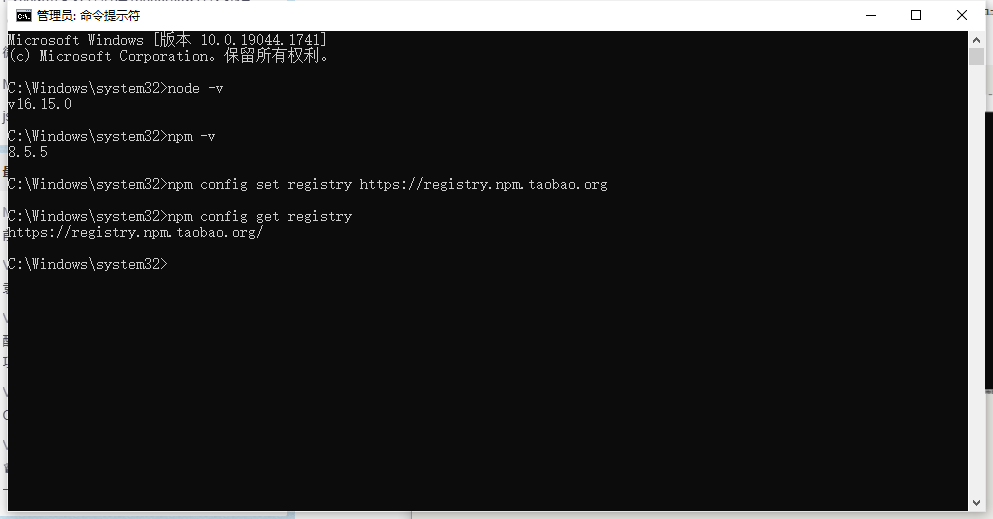 管理员: 命令提示符
Microsoft Windows [版本 10.0.19044.1741]
(c) Microsoft Corporation。保留所有权利。
C:\Windows\system32>node -v
v16.15.0
C:\Windows\system32>npm -v
8.5.5
C:\Windows\system32>npm config set registry https://registry.npm.taobao.org
C:\Windows\system32>npm config get registry
https://registry.npm.taobao.org/
C:\Windows\system32>